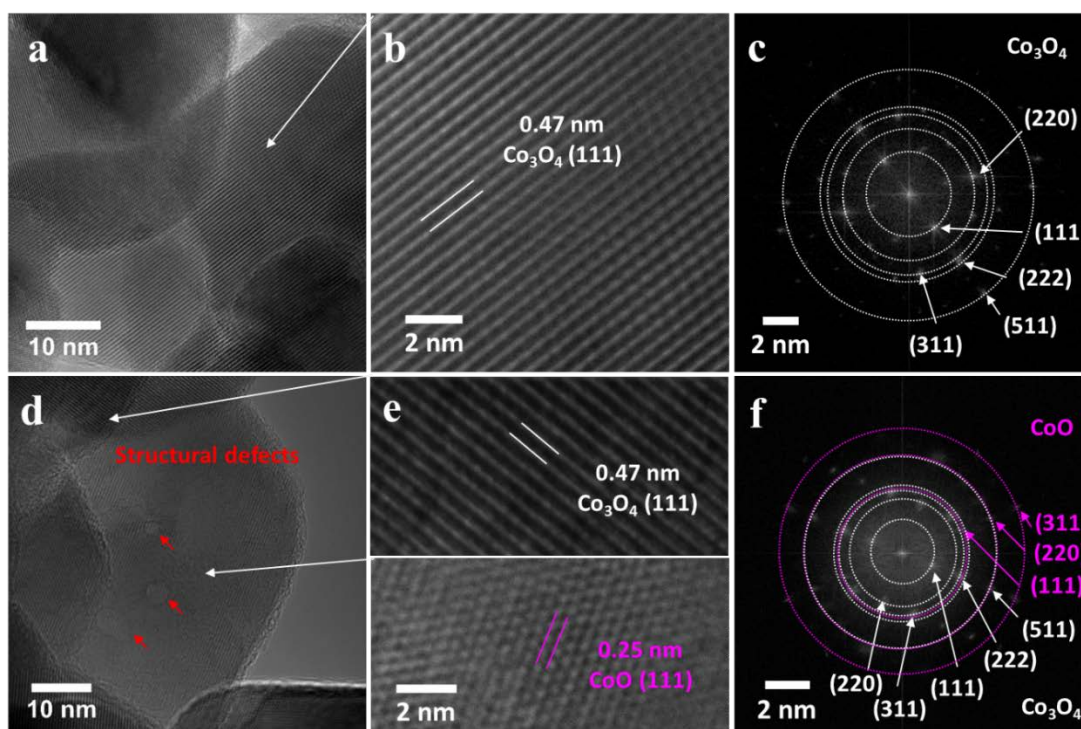 a
10 nm
b
0.47 nm
Co₃O₄ (111)
2 nm
c
Co₃O₄
(220)
(111
(222)
(511)
(311)
2 nm
d
Structural defects
10 nm
e
0.47 nm
Co₃O₄ (111)
0.25 nm
CoO (111)
2 nm
f
CoO
(311
(220
(111)
(511)
(222)
(111)
(220)
(311)
Co₃O₄
2 nm